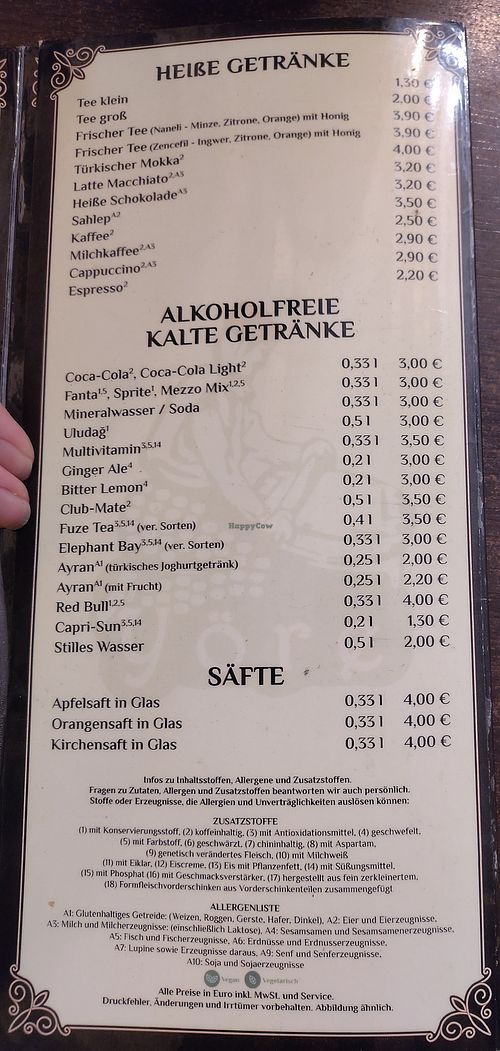 HEIßE GETRÄNKE
Tee klein 1,30 €
Tee groß 2,00 €
Frischer Tee (Naneli - Minze, Zitrone, Orange) mit Honig 3,90 €
Frischer Tee (Zencefil - Ingwer, Zitrone, Orange) mit Honig 3,90 €
Türkischer Mokka² 4,00 €
Latte Macchiato²,ᴬ³ 3,20 €
Heiße Schokoladeᴬ³ 3,20 €
Sahlepᴬ² 3,50 €
Kaffee² 2,50 €
Milchkaffee²,ᴬ³ 2,90 €
Cappuccino²,ᴬ³ 2,90 €
Espresso² 2,20 €
ALKOHOLFREIE
KALTE GETRÄNKE
Coca-Cola², Coca-Cola Light² 0,33 l 3,00 €
Fanta¹,⁵, Sprite¹, Mezzo Mix¹,²,⁵ 0,33 l 3,00 €
Mineralwasser / Soda 0,33 l 3,00 €
Uludağ¹ 0,5 l 3,00 €
Multivitamin³,⁵,¹⁴ 0,33 l 3,50 €
Ginger Ale⁴ 0,2 l 3,00 €
Bitter Lemon⁴ 0,2 l 3,00 €
Club-Mate² 0,5 l 3,50 €
Fuze Tea³,⁵,¹⁴ (ver. Sorten) 0,4 l 3,50 €
Elephant Bay³,⁵,¹⁴ (ver. Sorten) 0,33 l 3,00 €
Ayranᴬ¹ (türkisches Joghurtgetränk) 0,25 l 2,00 €
Ayranᴬ¹ (mit Frucht) 0,25 l 2,20 €
Red Bull¹,²,⁵ 0,33 l 4,00 €
Capri-Sun³,⁵,¹⁴ 0,2 l 1,30 €
Stilles Wasser 0,5 l 2,00 €
HappyCow
Yörem
SÄFTE
Apfelsaft in Glas 0,33 l 4,00 €
Orangensaft in Glas 0,33 l 4,00 €
Kirchensaft in Glas 0,33 l 4,00 €
Infos zu Inhaltsstoffen, Allergene und Zusatzstoffen.
Fragen zu Zutaten, Allergen und Zusatzstoffen beantworten wir auch persönlich.
Stoffe oder Erzeugnisse, die Allergien und Unverträglichkeiten auslösen können:
ZUSATZSTOFFE
(1) mit Konservierungsstoff, (2) koffeinhaltig, (3) mit Antioxidationsmittel, (4) geschwefelt,
(5) mit Farbstoff, (6) geschwärzt, (7) chininhaltig, (8) mit Aspartam,
(9) genetisch verändertes Fleisch, (10) mit Milchweiß
(11) mit Eiklar, (12) Eiscreme, (13) Eis mit Pflanzenfett, (14) mit Süßungsmittel,
(15) mit Phosphat (16) mit Geschmacksverstärker, (17) hergestellt aus fein zerkleinertem,
(18) Formfleischvorderschinken aus Vorderschinkenteilen zusammengefügt
ALLERGENLISTE
A1: Glutenhaltiges Getreide: (Weizen, Roggen, Gerste, Hafer, Dinkel), A2: Eier und Eierzeugnisse,
A3: Milch und Milcherzeugnisse: (einschließlich Laktose), A4: Sesamsamen und Sesamsamenerzeugnisse,
A5: Fisch und Fischerzeugnisse, A6: Erdnüsse und Erdnusserzeugnisse,
A7: Lupine sowie Erzeugnisse daraus, A9: Senf und Senferzeugnisse,
A10: Soja und Sojaerzeugnisse
Vegan Vegetarisch
Alle Preise in Euro inkl. MwSt. und Service.
Druckfehler, Änderungen und Irrtümer vorbehalten. Abbildung ähnlich.